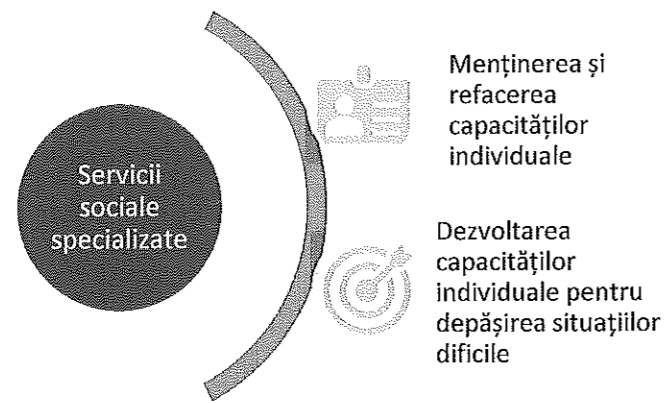 Servicii
sociale
specializate
Menținerea și
refacerea
capacităților
individuale
Dezvoltarea
capacităților
individuale pentru
depășirea situațiilor
dificile